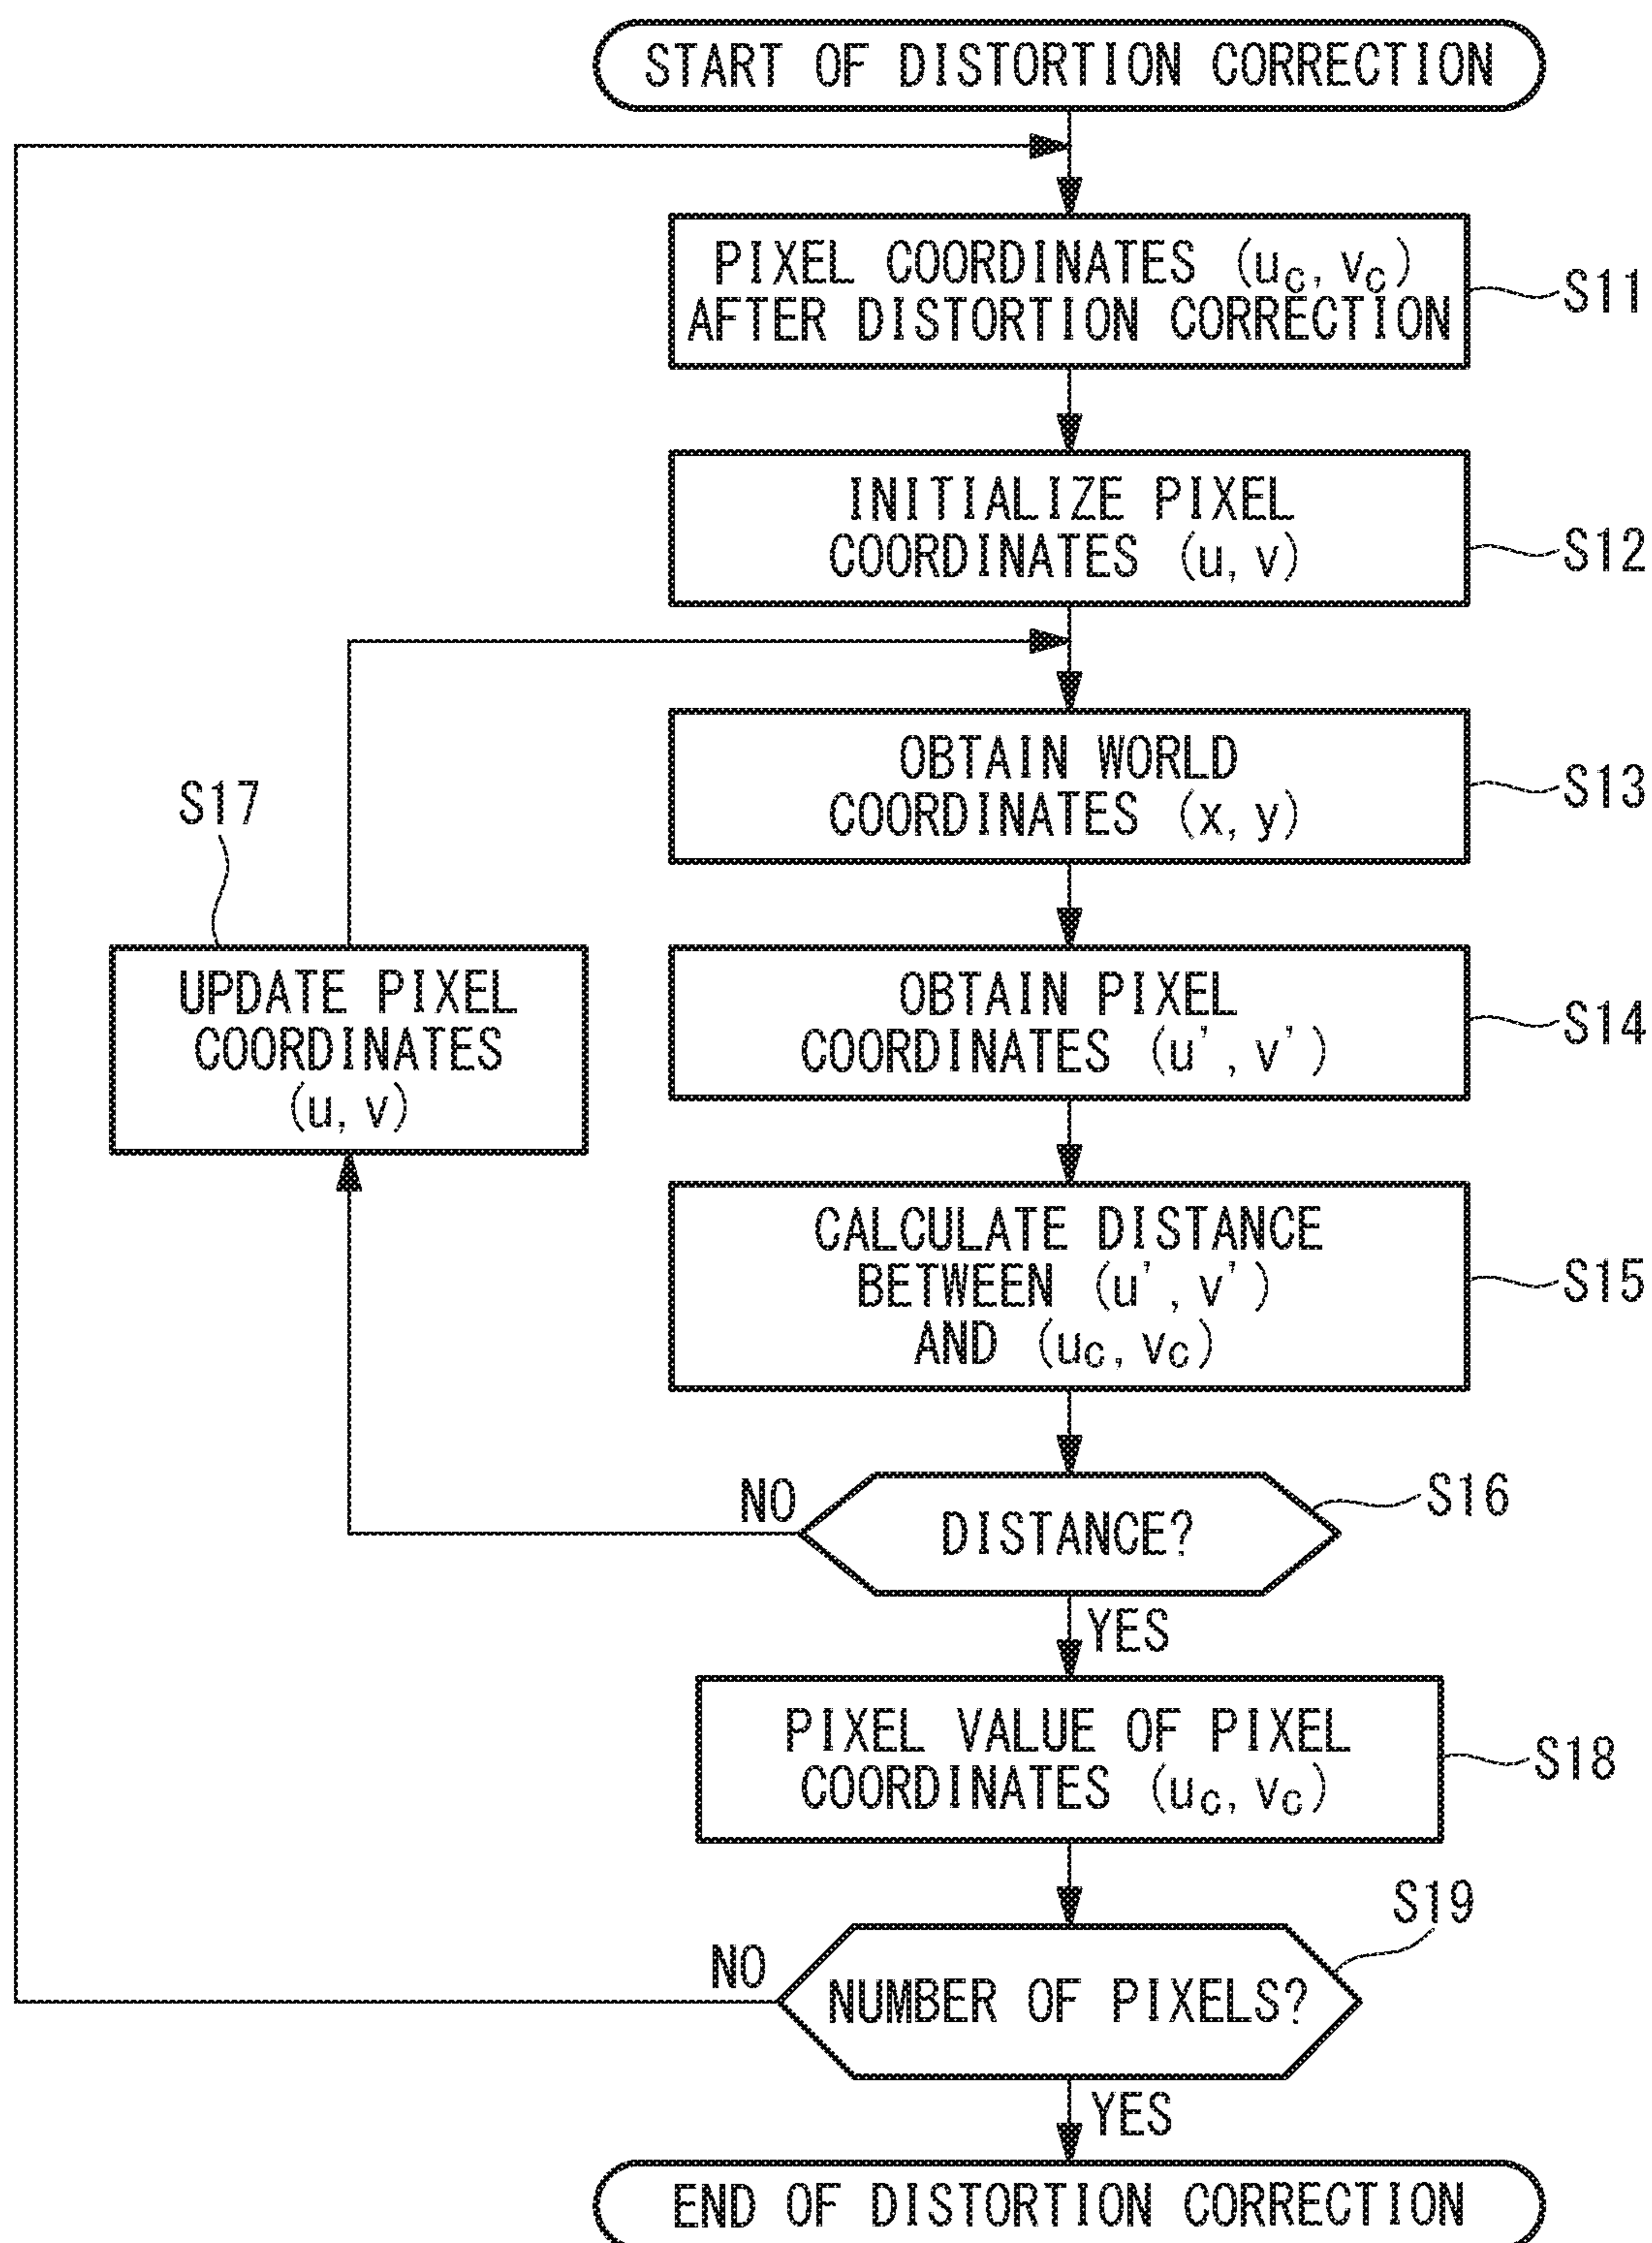 START OF DISTORTION CORRECTION
PIXEL COORDINATES (uc, vc)
AFTER DISTORTION CORRECTION
S11
INITIALIZE PIXEL
COORDINATES (u, v)
S12
OBTAIN WORLD
COORDINATES (x, y)
S13
S17
UPDATE PIXEL
COORDINATES
(u, v)
OBTAIN PIXEL
COORDINATES (u', v')
S14
CALCULATE DISTANCE
BETWEEN (u', v')
AND (uc, vc)
S15
NO
DISTANCE?
S16
YES
PIXEL VALUE OF PIXEL
COORDINATES (uc, vc)
S18
S19
NO
NUMBER OF PIXELS?
YES
END OF DISTORTION CORRECTION